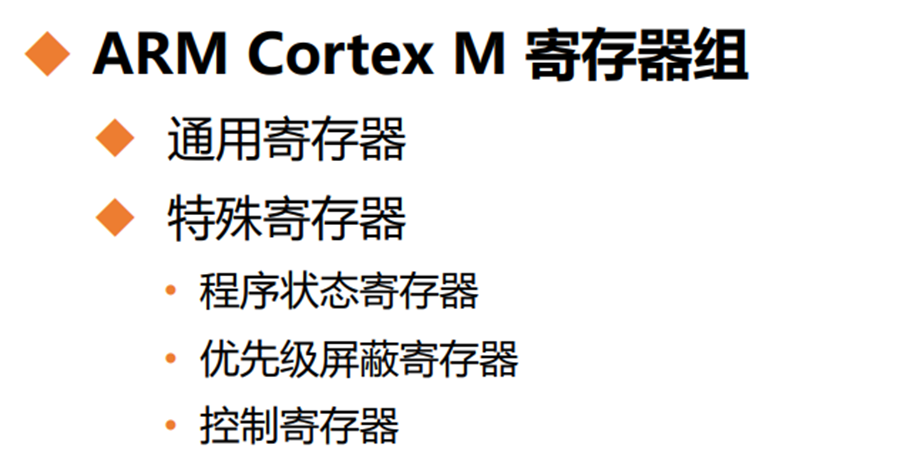 ARM Cortex M 寄存器组
通用寄存器
特殊寄存器
程序状态寄存器
优先级屏蔽寄存器
控制寄存器